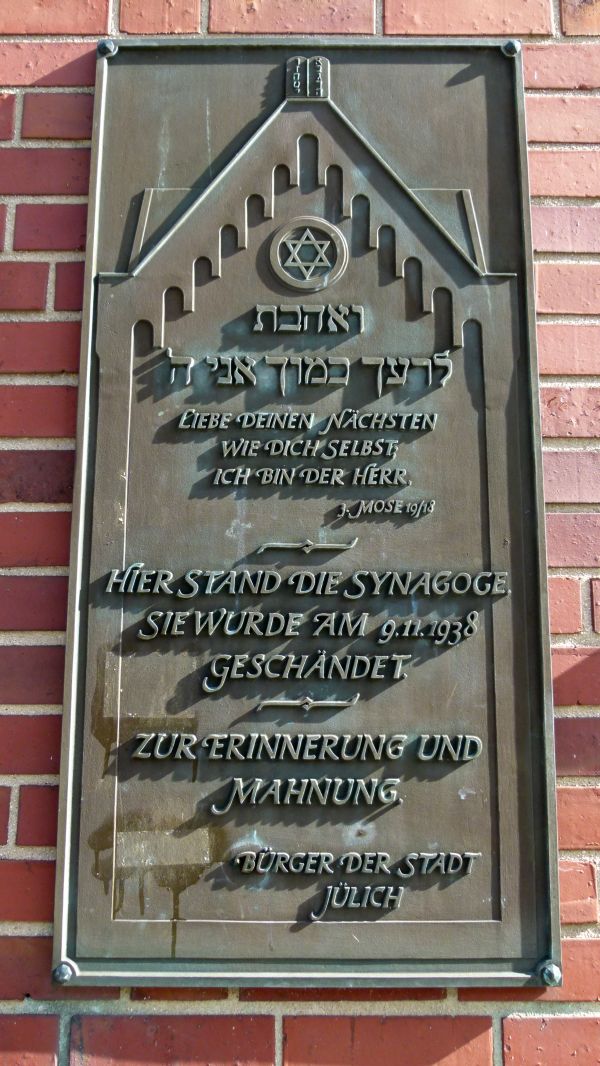 ואהבת
לרעך כמוך אני ה'
LIEBE DEINEN NÄCHSTEN
WIE DICH SELBST,
ICH BIN DER HERR.
3. MOSE 19/18
HIER STAND DIE SYNAGOGE.
SIE WURDE AM 9.11.1938
GESCHÄNDET.
ZUR ERINNERUNG UND
MAHNUNG.
BÜRGER DER STADT
JÜLICH